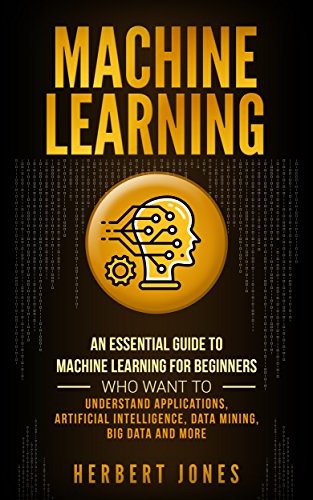 MACHINE
LEARNING
AN ESSENTIAL GUIDE TO
MACHINE LEARNING FOR BEGINNERS
WHO WANT TO
UNDERSTAND APPLICATIONS,
ARTIFICIAL INTELLIGENCE, DATA MINING,
BIG DATA AND MORE
HERBERT JONES